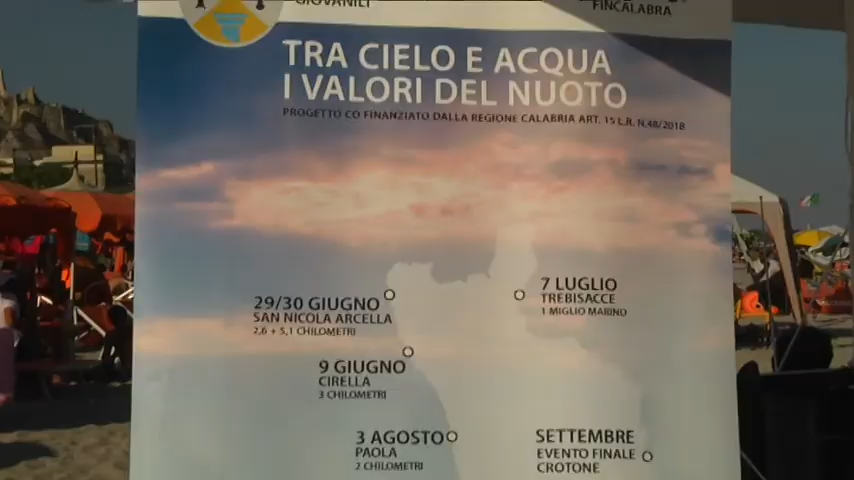 GIOVANILI
FINCALABRA
TRA CIELO E ACQUA
I VALORI DEL NUOTO
PROGETTO CO FINANZIATO DALLA REGIONE CALABRIA ART. 15 L.R. N.48/2018
29/30 GIUGNO
SAN NICOLA ARCELLA
2,6 + 5,1 CHILOMETRI
7 LUGLIO
TREBISACCE
1 MIGLIO MARINO
9 GIUGNO
CIRELLA
3 CHILOMETRI
3 AGOSTO
PAOLA
2 CHILOMETRI
SETTEMBRE
EVENTO FINALE
CROTONE